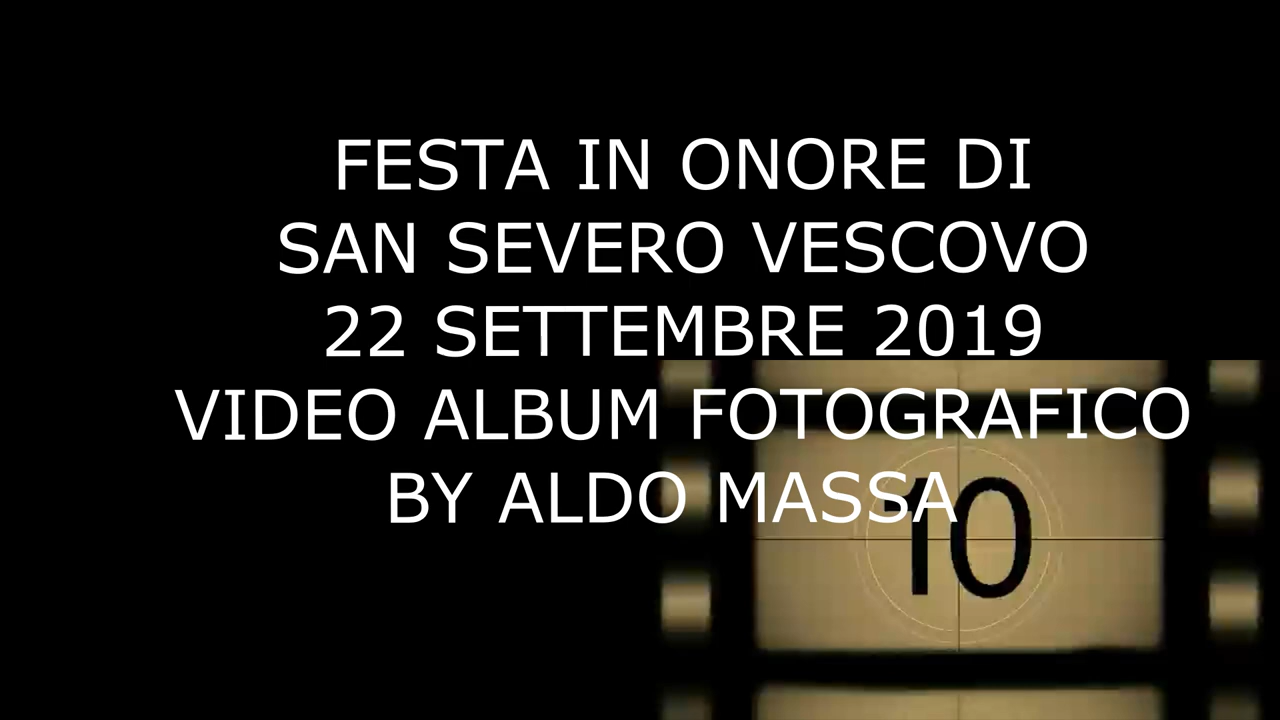 FESTA IN ONORE DI
SAN SEVERO VESCOVO
22 SETTEMBRE 2019
VIDEO ALBUM FOTOGRAFICO
BY ALDO MASSA
10